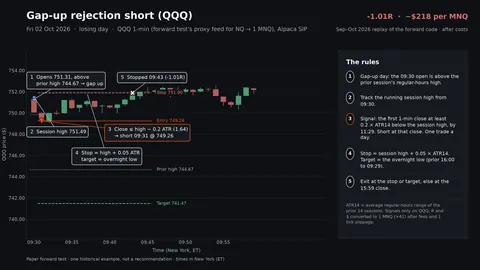 Gap-up rejection short (QQQ)
-1.01R · ~$218 per MNQ
Fri 02 Oct 2026 · losing day · QQQ 1-min (forward test's proxy feed for NQ → 1 MNQ), Alpaca SIP
Sep-Oct 2026 replay of the forward code · after costs
1 Opens 751.31, above
prior high 744.67 → gap up
5 Stopped 09:43 (-1.01R)
Stop 751.90
Entry 749.26
2 Session high 751.49
3 Close ≤ high − 0.2 ATR (1.64)
→ short 09:31 @ 749.26
4 Stop = high + 0.05 ATR
target = overnight low
Prior high 744.67
Target 741.47
QQQ price ($)
754.00
752.00
750.00
748.00
746.00
744.00
742.00
740.00
09:30
09:35
09:40
09:45
09:50
09:55
Time (New York, ET)
The rules
1 Gap-up day: the 09:30 open is above the
prior session's regular-hours high.
2 Track the running session high from
09:30.
3 Signal: the first 1-min close at least
0.2 × ATR14 below the session high, by
11:29. Short at that close. One trade a
day.
4 Stop = session high + 0.05 × ATR14.
Target = the overnight low (prior 16:00
to 09:29).
5 Exit at the stop or target, else at the
15:59 close.
ATR14 = average regular-hours range of the
prior 14 sessions. Signals only on QQQ; R and
$ converted to 1 MNQ (×41) after fees and 1
tick slippage.
Paper forward test · one historical example, not a recommendation · times in New York (ET)